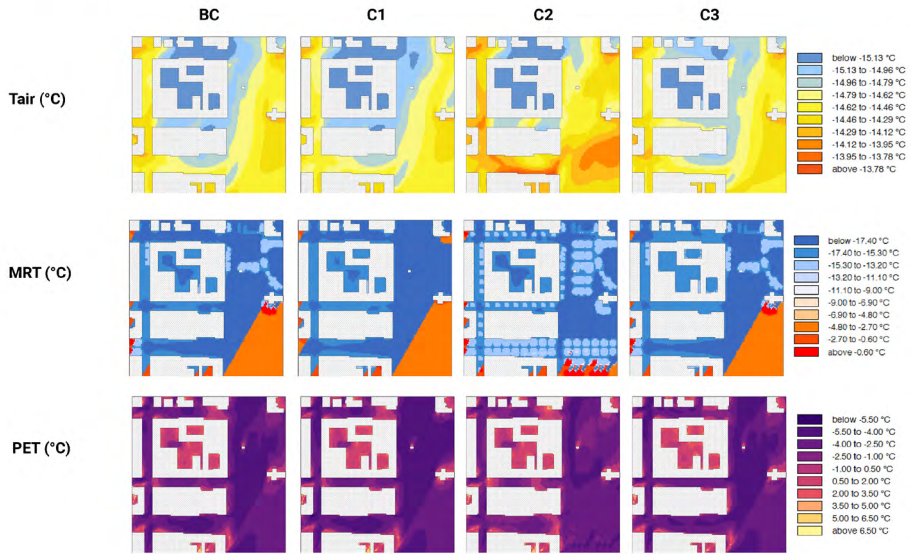 BC C1 C2 C3
Tair (°C)
below -15.13 °C
-15.13 to -14.96 °C
-14.96 to -14.79 °C
-14.79 to -14.62 °C
-14.62 to -14.46 °C
-14.46 to -14.29 °C
-14.29 to -14.12 °C
-14.12 to -13.95 °C
-13.95 to -13.78 °C
above -13.78 °C
MRT (°C)
below -17.40 °C
-17.40 to -15.30 °C
-15.30 to -13.20 °C
-13.20 to -11.10 °C
-11.10 to -9.00 °C
-9.00 to -6.90 °C
-6.90 to -4.80 °C
-4.80 to -2.70 °C
-2.70 to -0.60 °C
above -0.60 °C
PET (°C)
below -5.50 °C
-5.50 to -4.00 °C
-4.00 to -2.50 °C
-2.50 to -1.00 °C
-1.00 to 0.50 °C
0.50 to 2.00 °C
2.00 to 3.50 °C
3.50 to 5.00 °C
5.00 to 6.50 °C
above 6.50 °C